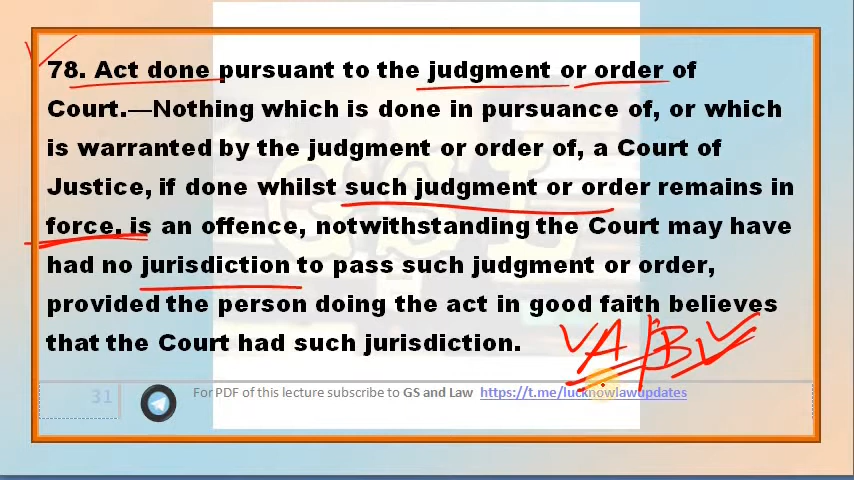 78. Act done pursuant to the judgment or order of
Court.—Nothing which is done in pursuance of, or which
is warranted by the judgment or order of, a Court of
Justice, if done whilst such judgment or order remains in
force, is an offence, notwithstanding the Court may have
had no jurisdiction to pass such judgment or order,
provided the person doing the act in good faith believes
that the Court had such jurisdiction.
A/B
31
For PDF of this lecture subscribe to GS and Law https://t.me/lucknowlawupdates
GSL